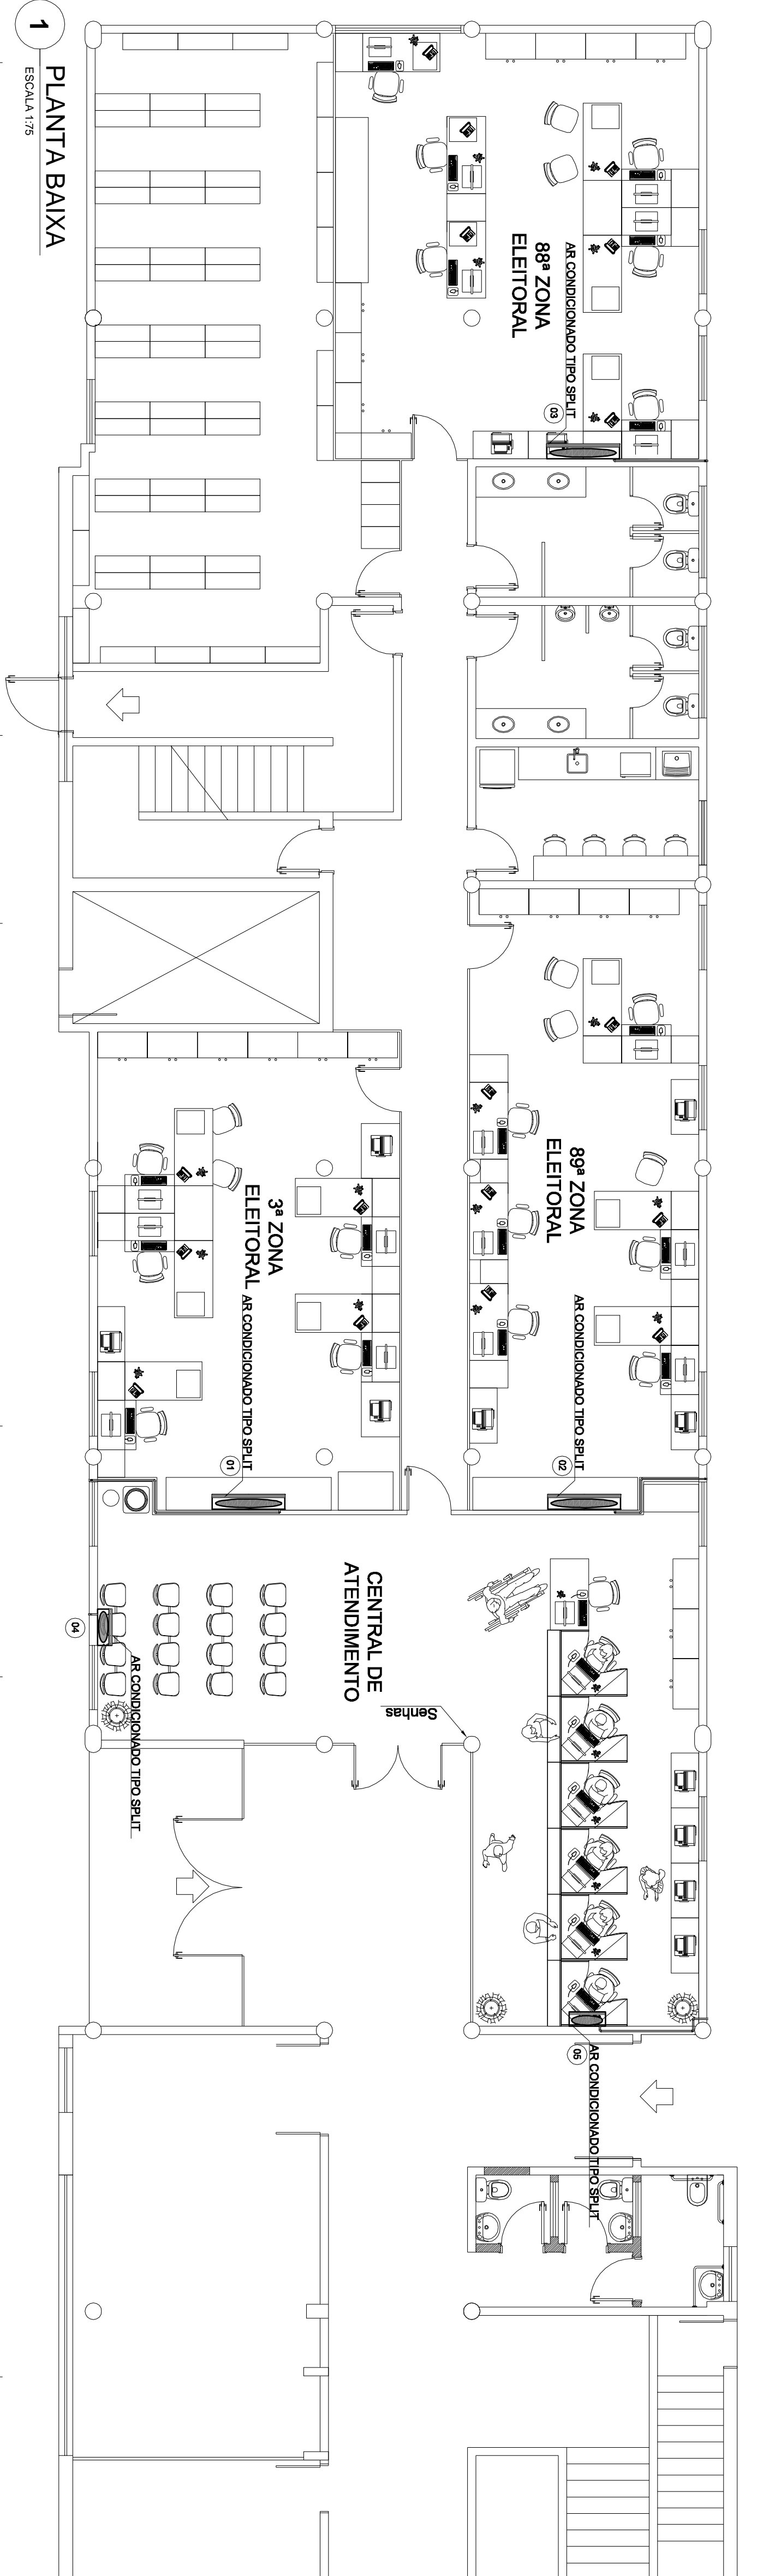 1
PLANTA BAIXA
ESCALA 1:75
88ª ZONA
ELEITORAL
AR CONDICIONADO TIPO SPLIT
03
89ª ZONA
ELEITORAL
AR CONDICIONADO TIPO SPLIT
02
3ª ZONA
ELEITORAL
AR CONDICIONADO TIPO SPLIT
01
CENTRAL DE
ATENDIMENTO
Senhas
04
AR CONDICIONADO TIPO SPLIT
05
AR CONDICIONADO TIPO SPLIT